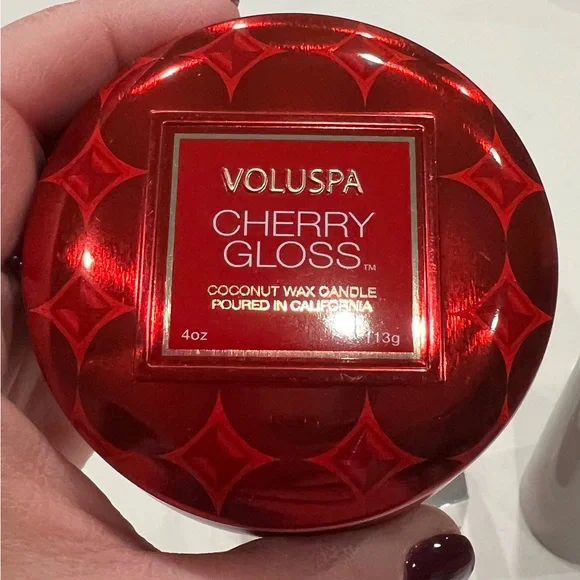 VOLUSPA
CHERRY
GLOSS™
COCONUT WAX CANDLE
POURED IN CALIFORNIA
4oz 113g